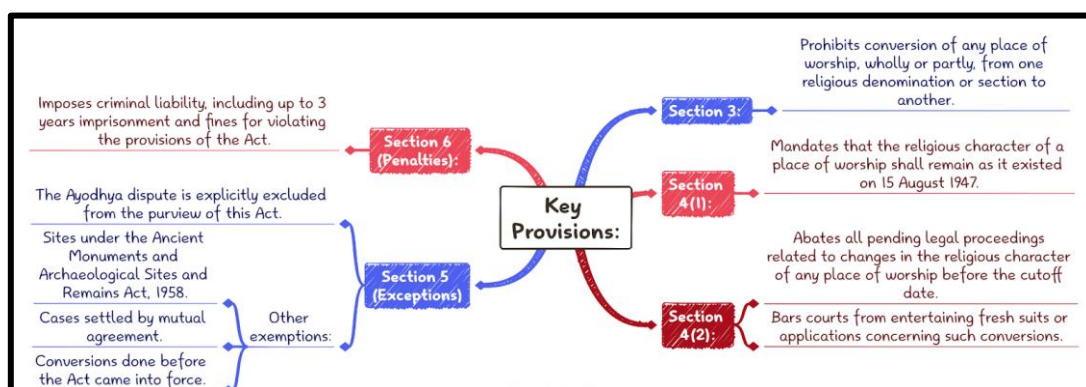 Key
Provisions:
Section 3:
Prohibits conversion of any place of
worship, wholly or partly, from one
religious denomination or section to
another.
Section
4(1):
Mandates that the religious character of a
place of worship shall remain as it existed
on 15 August 1947.
Section
4(2):
Abates all pending legal proceedings
related to changes in the religious character
of any place of worship before the cutoff
date.
Bars courts from entertaining fresh suits or
applications concerning such conversions.
Section 5
(Exceptions)
The Ayodhya dispute is explicitly excluded
from the purview of this Act.
Other
exemptions:
Sites under the Ancient
Monuments and
Archaeological Sites and
Remains Act, 1958.
Cases settled by mutual
agreement.
Conversions done before
the Act came into force.
Section 6
(Penalties):
Imposes criminal liability, including up to 3
years imprisonment and fines for violating
the provisions of the Act.